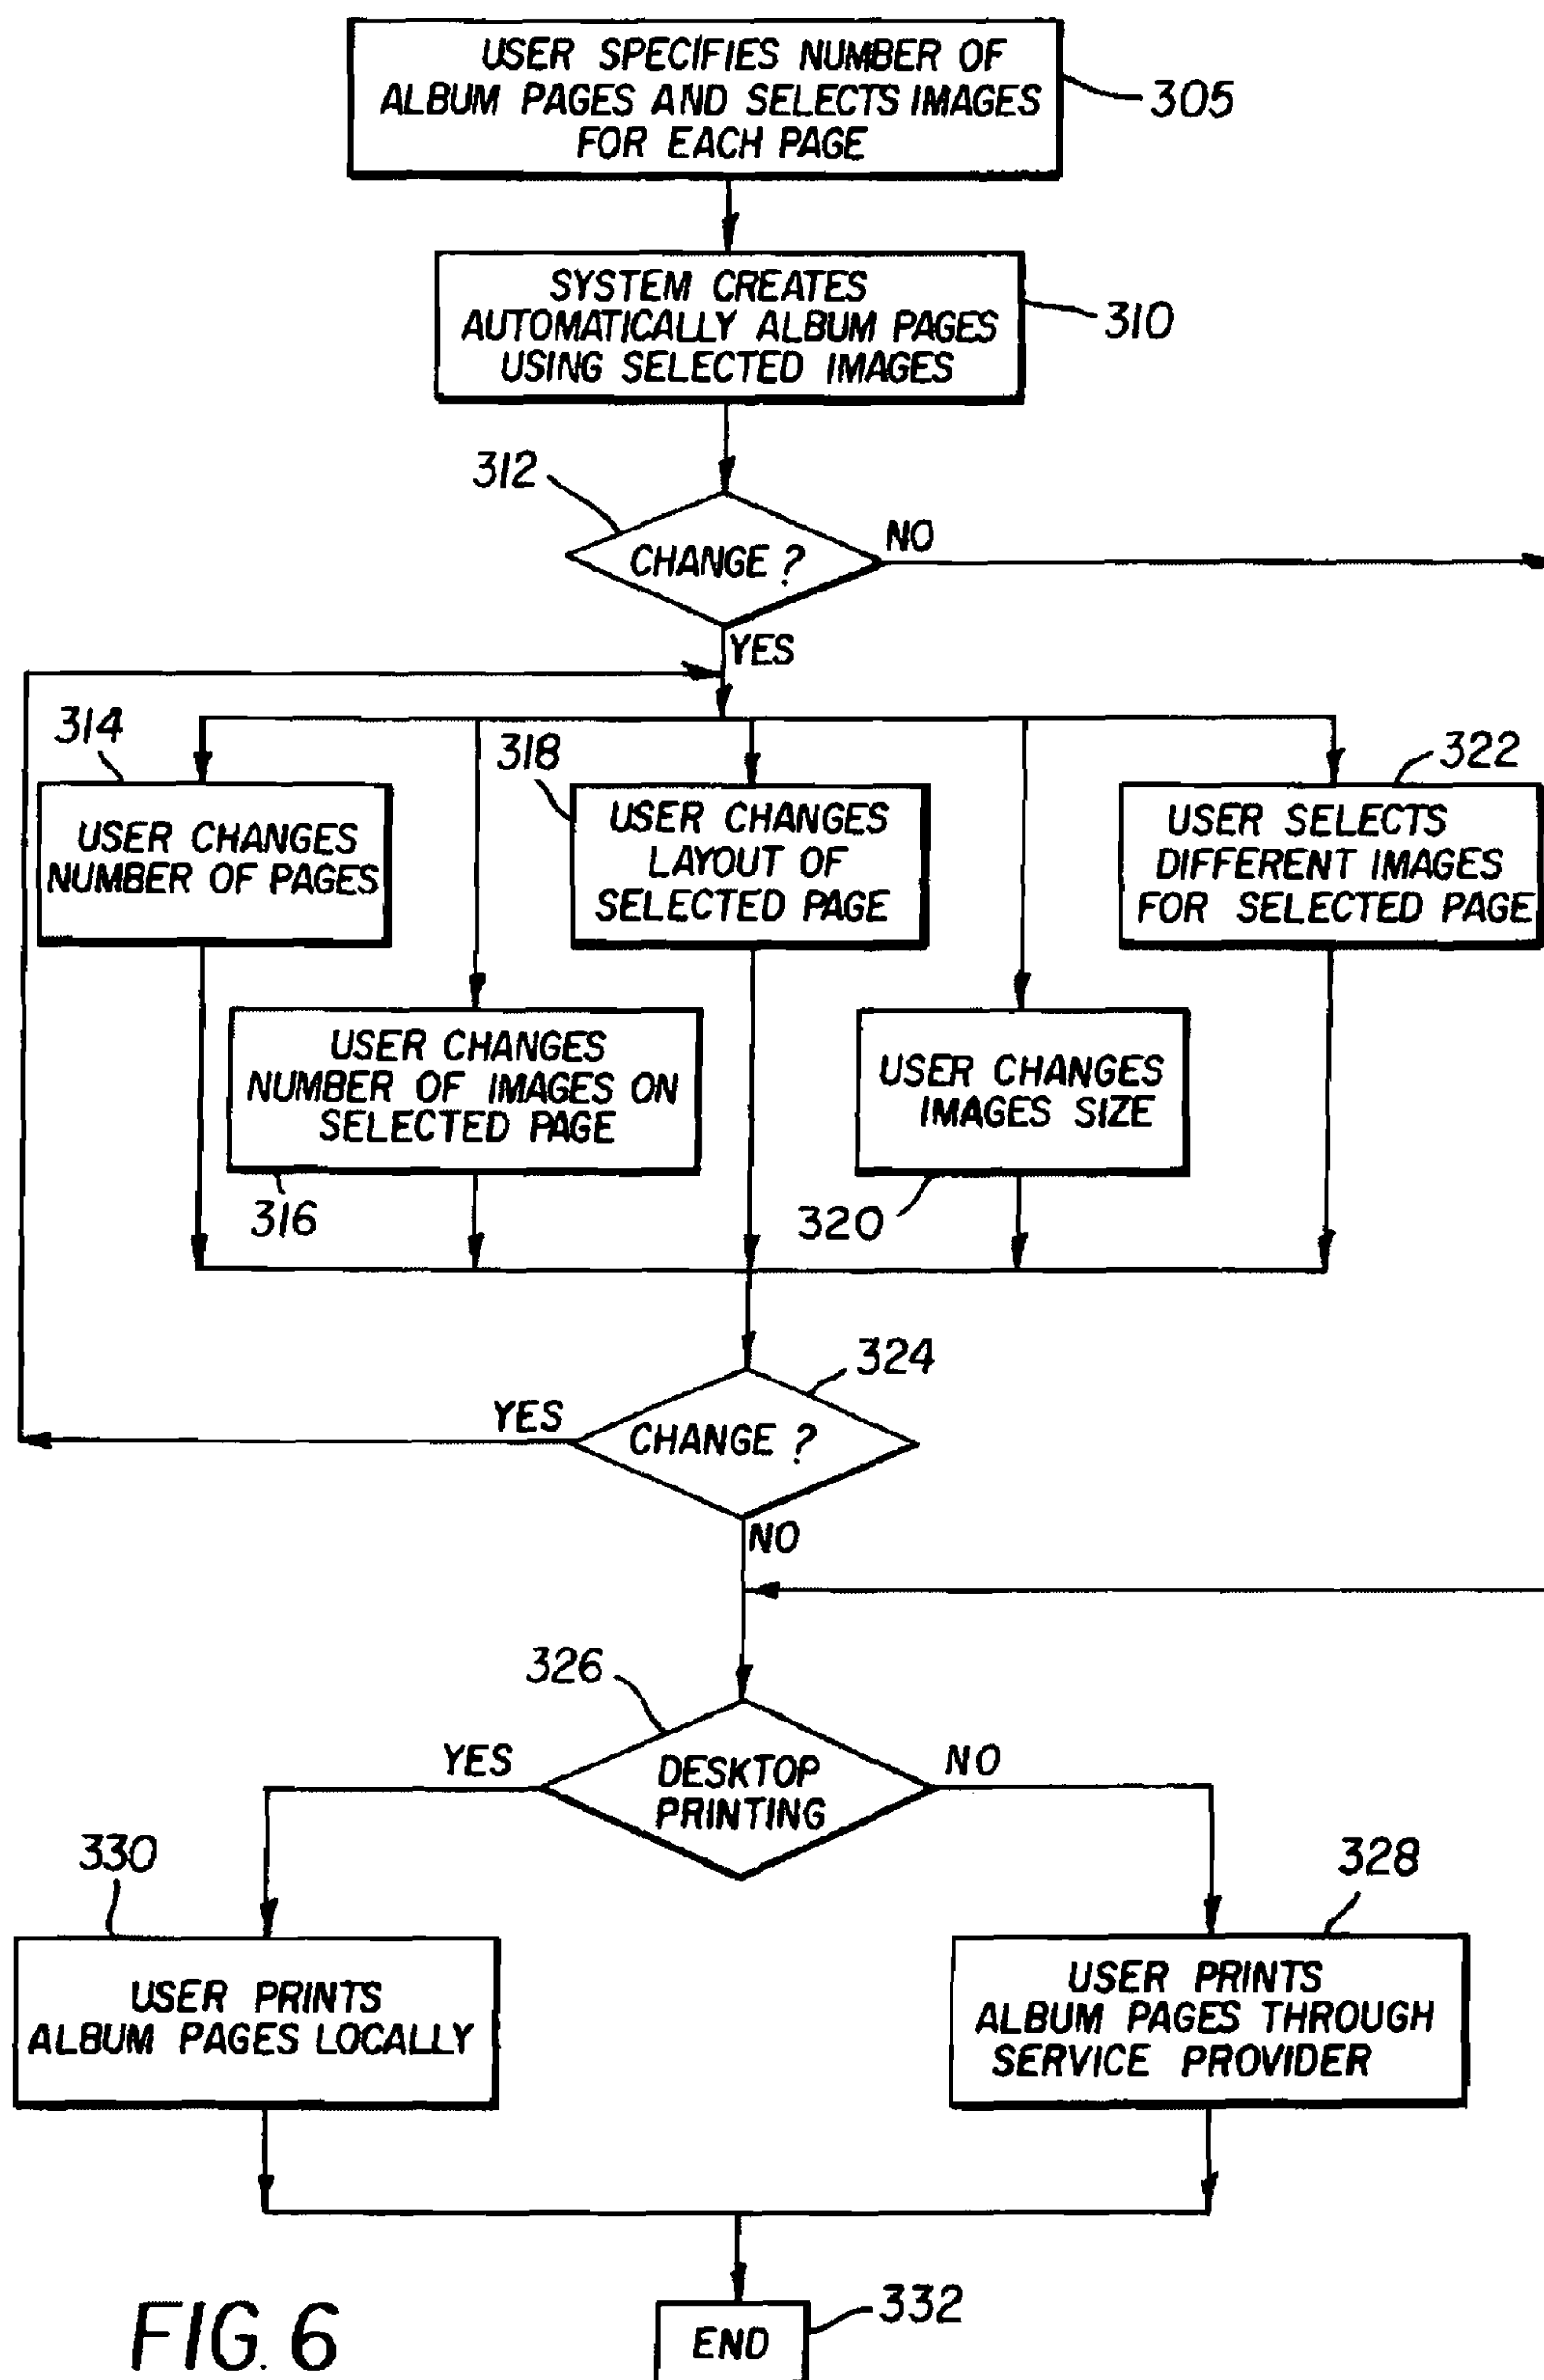 USER SPECIFIES NUMBER OF
ALBUM PAGES AND SELECTS IMAGES
FOR EACH PAGE
305
SYSTEM CREATES
AUTOMATICALLY ALBUM PAGES
USING SELECTED IMAGES
310
312
CHANGE ?
NO
YES
314
USER CHANGES
NUMBER OF PAGES
318
USER CHANGES
LAYOUT OF
SELECTED PAGE
322
USER SELECTS
DIFFERENT IMAGES
FOR SELECTED PAGE
USER CHANGES
NUMBER OF IMAGES ON
SELECTED PAGE
316
USER CHANGES
IMAGES SIZE
320
324
YES
CHANGE ?
NO
326
YES
DESKTOP
PRINTING
NO
330
USER PRINTS
ALBUM PAGES LOCALLY
328
USER PRINTS
ALBUM PAGES THROUGH
SERVICE PROVIDER
332
END
FIG. 6